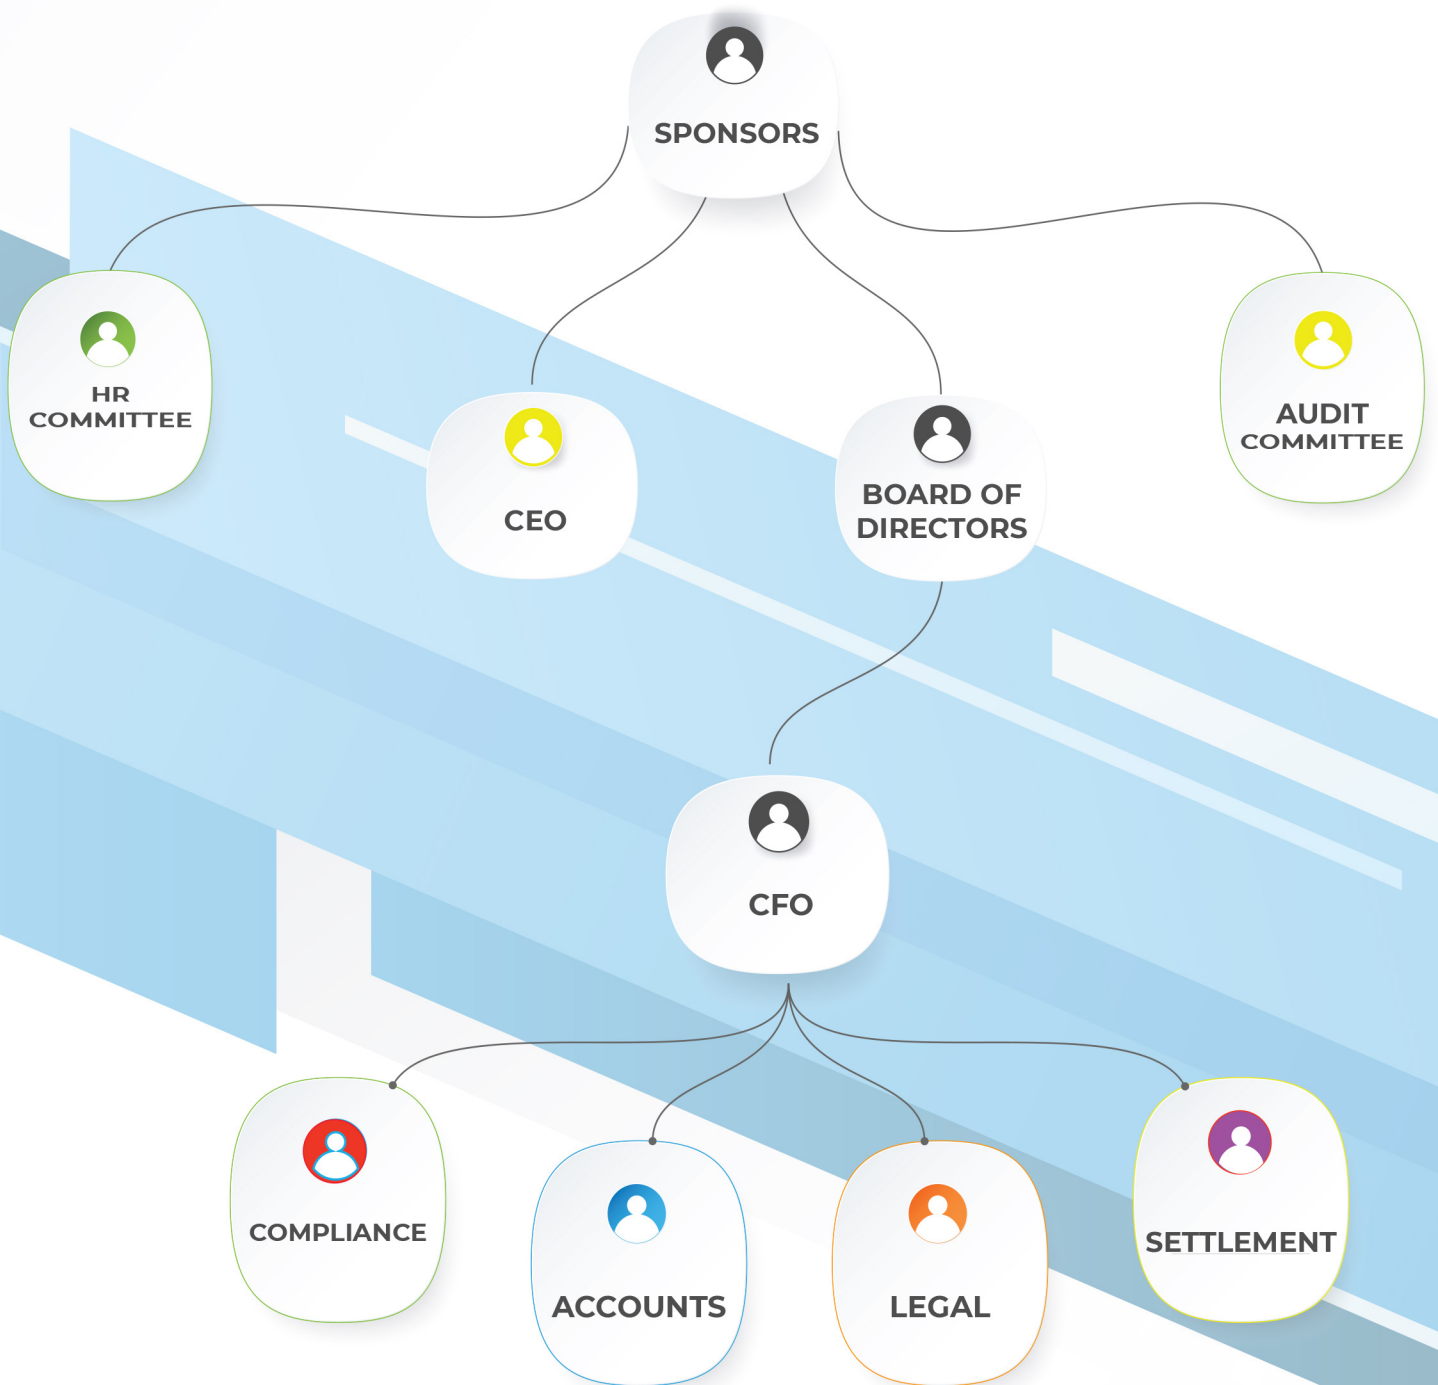 SPONSORS
HR
COMMITTEE
CEO
BOARD OF
DIRECTORS
AUDIT
COMMITTEE
CFO
COMPLIANCE
ACCOUNTS
LEGAL
SETTLEMENT